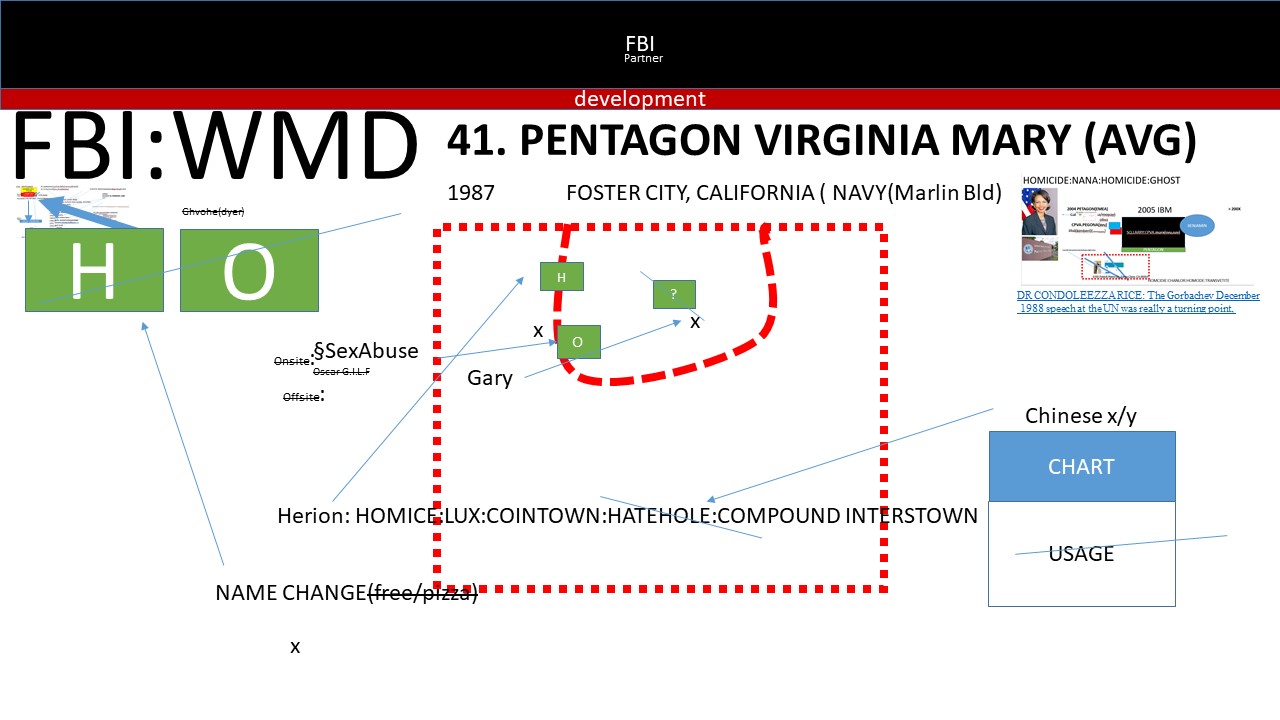 FBI
Partner
development
FBI:WMD
41. PENTAGON VIRGINIA MARY (AVG)
1987 FOSTER CITY, CALIFORNIA ( NAVY(Marlin Bld)
HOMICIDE:NANA:HOMICIDE:GHOST
2005 IBM
DR CONDOLEEZZA RICE: The Gorbachev December
1988 speech at the UN was really a turning point.
Ghvohe(dyer)
H
O
H
?
x
O
x
Onsite:§SexAbuse
Oscar G.I.L.F
Offsite:
Gary
Chinese x/y
CHART
USAGE
Herion: HOMICE:LUX:COINTOWN:HATEHOLE:COMPOUND INTERSTOWN
NAME CHANGE(free/pizza)
x